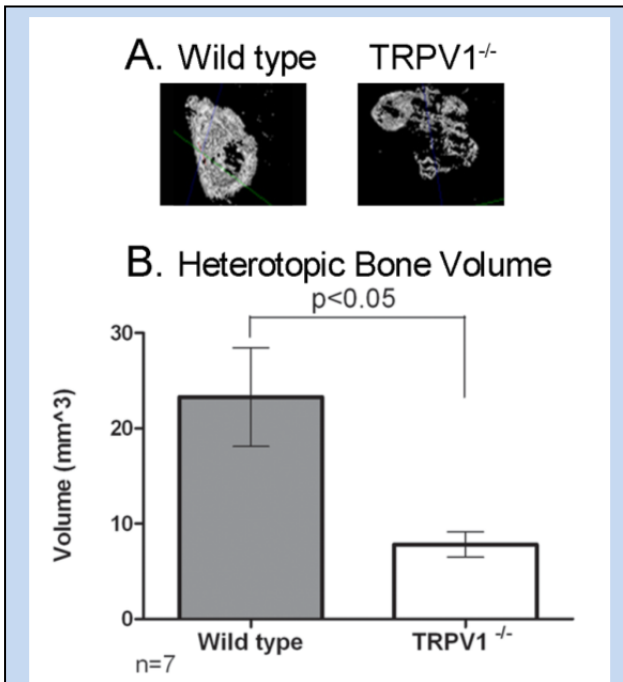 A. Wild type TRPV1-/-
B. Heterotopic Bone Volume
p<0.05
30
20
10
0
Volume (mm^3)
Wild type TRPV1 -/-
n=7